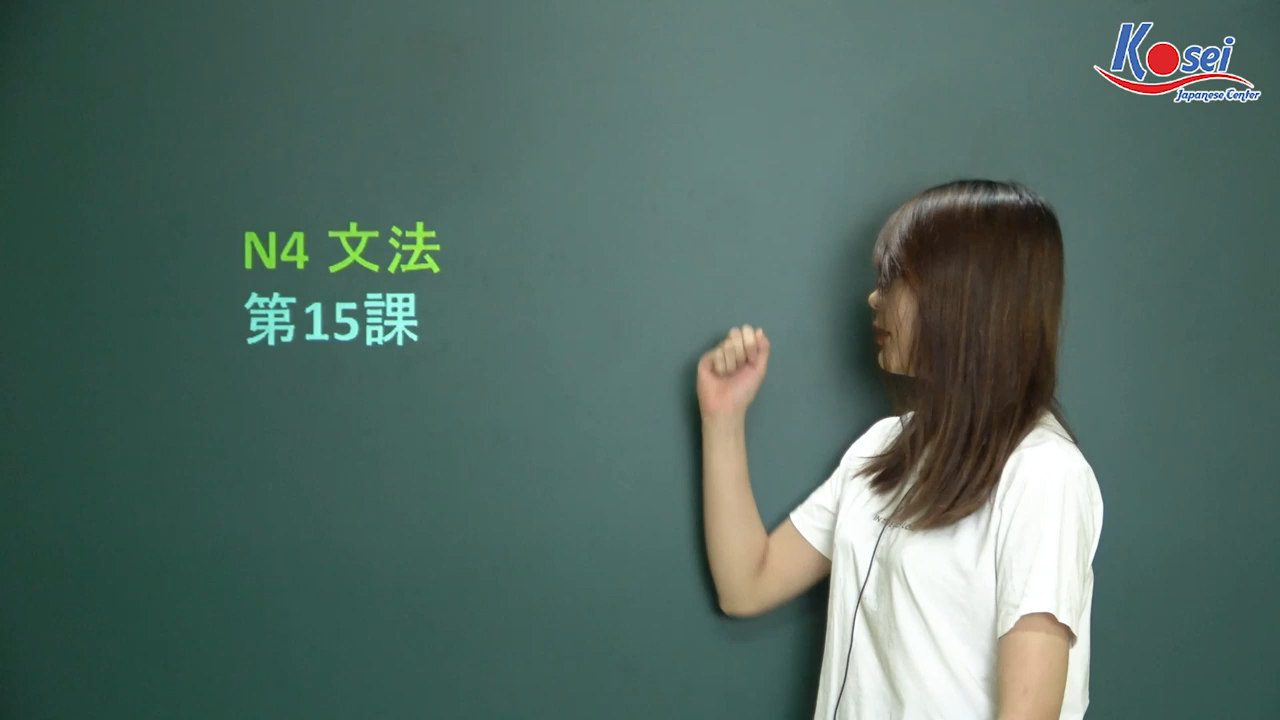 Kosei
Japanese Center
N4 文法
第15課